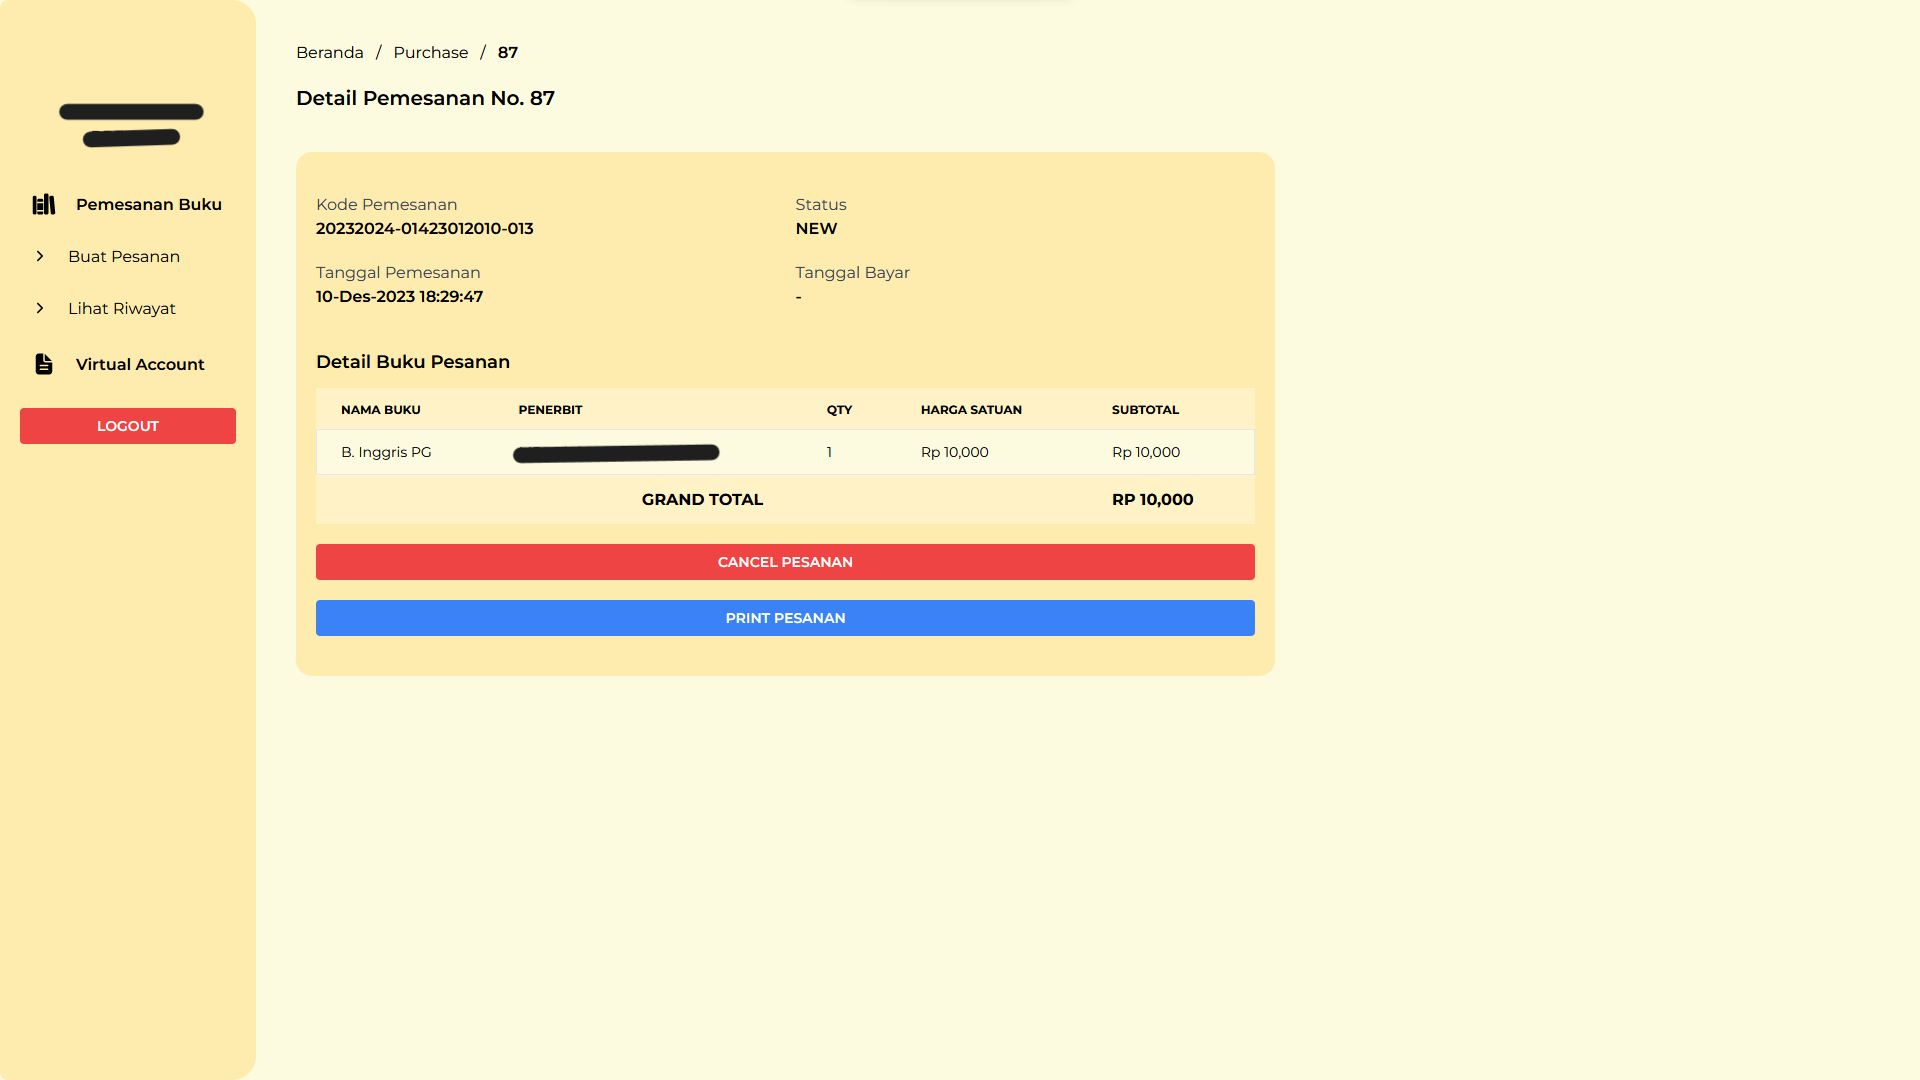 Beranda / Purchase / 87
Detail Pemesanan No. 87
Pemesanan Buku
Buat Pesanan
Lihat Riwayat
Virtual Account
LOGOUT
Kode Pemesanan
20232024-01423012010-013
Status
NEW
Tanggal Pemesanan
10-Des-2023 18:29:47
Tanggal Bayar
-
Detail Buku Pesanan
NAMA BUKU PENERBIT QTY HARGA SATUAN SUBTOTAL
B. Inggris PG 1 Rp 10,000 Rp 10,000
GRAND TOTAL RP 10,000
CANCEL PESANAN
PRINT PESANAN